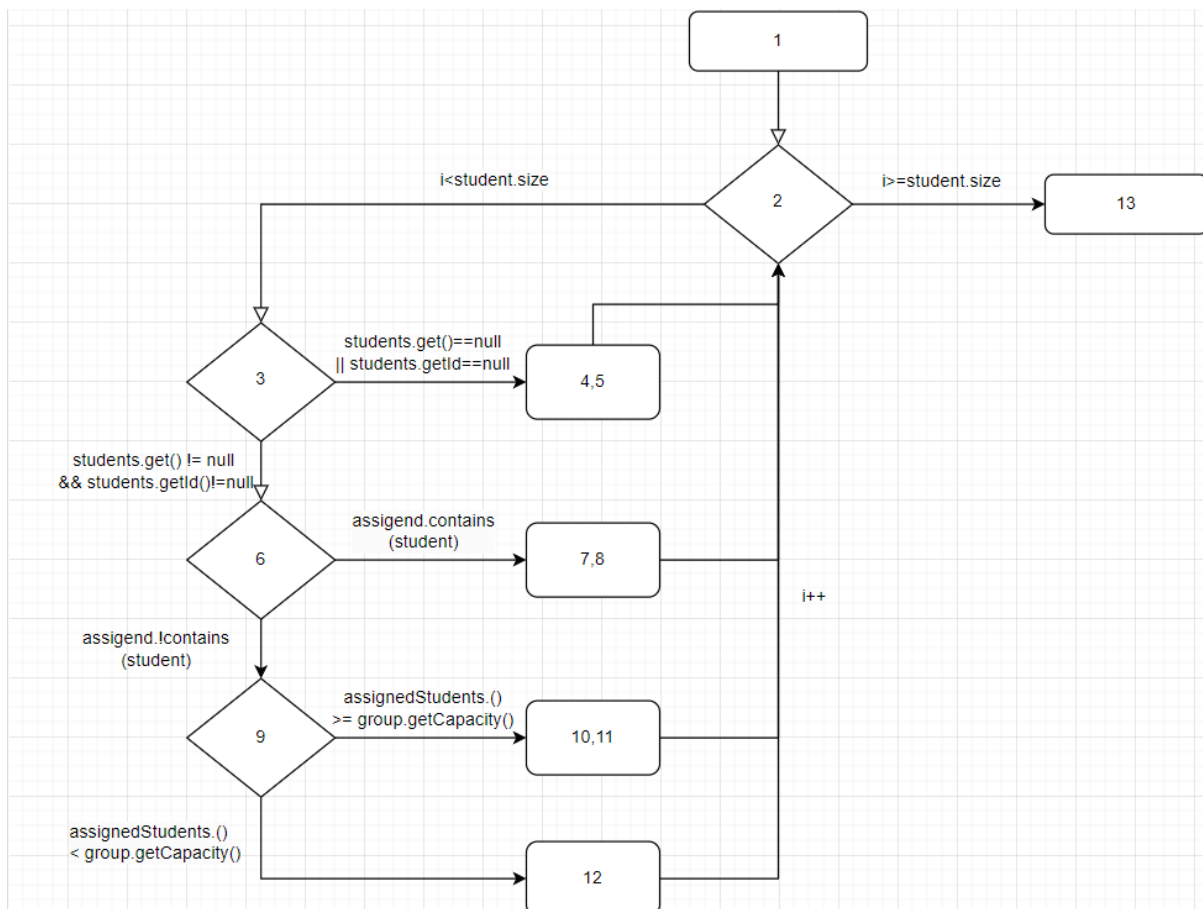 1
i<student.size
2
i>=student.size
13
3
students.get()==null
|| students.getId==null
4,5
students.get() != null
&& students.getId()!=null
6
assigend.contains
(student)
7,8
i++
assigend.!contains
(student)
9
assignedStudents.()
>= group.getCapacity()
10,11
assignedStudents.()
< group.getCapacity()
12